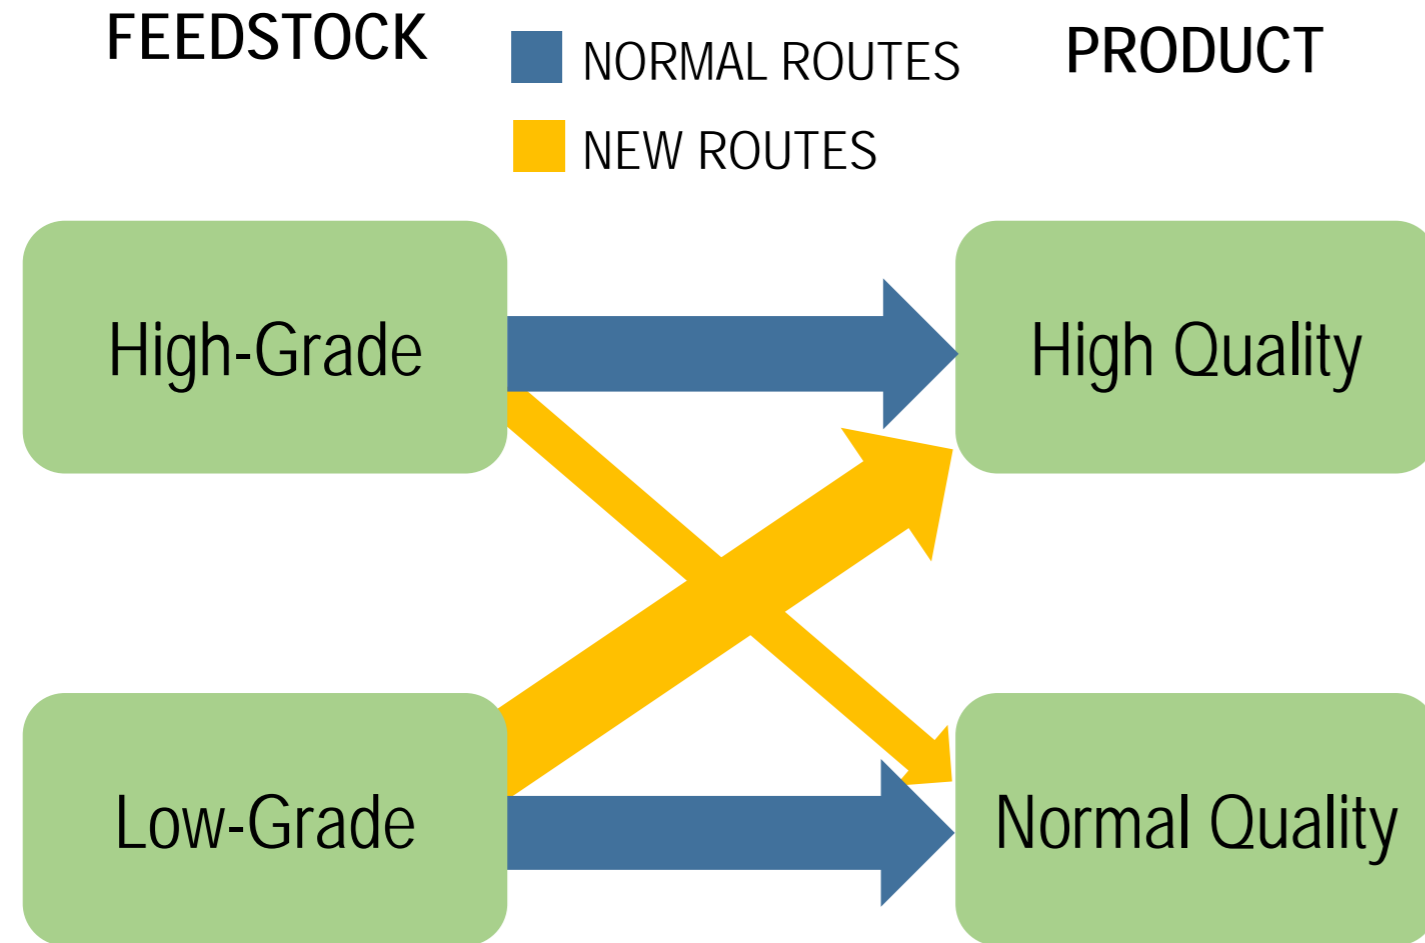 FEEDSTOCK
NORMAL ROUTES
PRODUCT
NEW ROUTES
High-Grade
High Quality
Low-Grade
Normal Quality